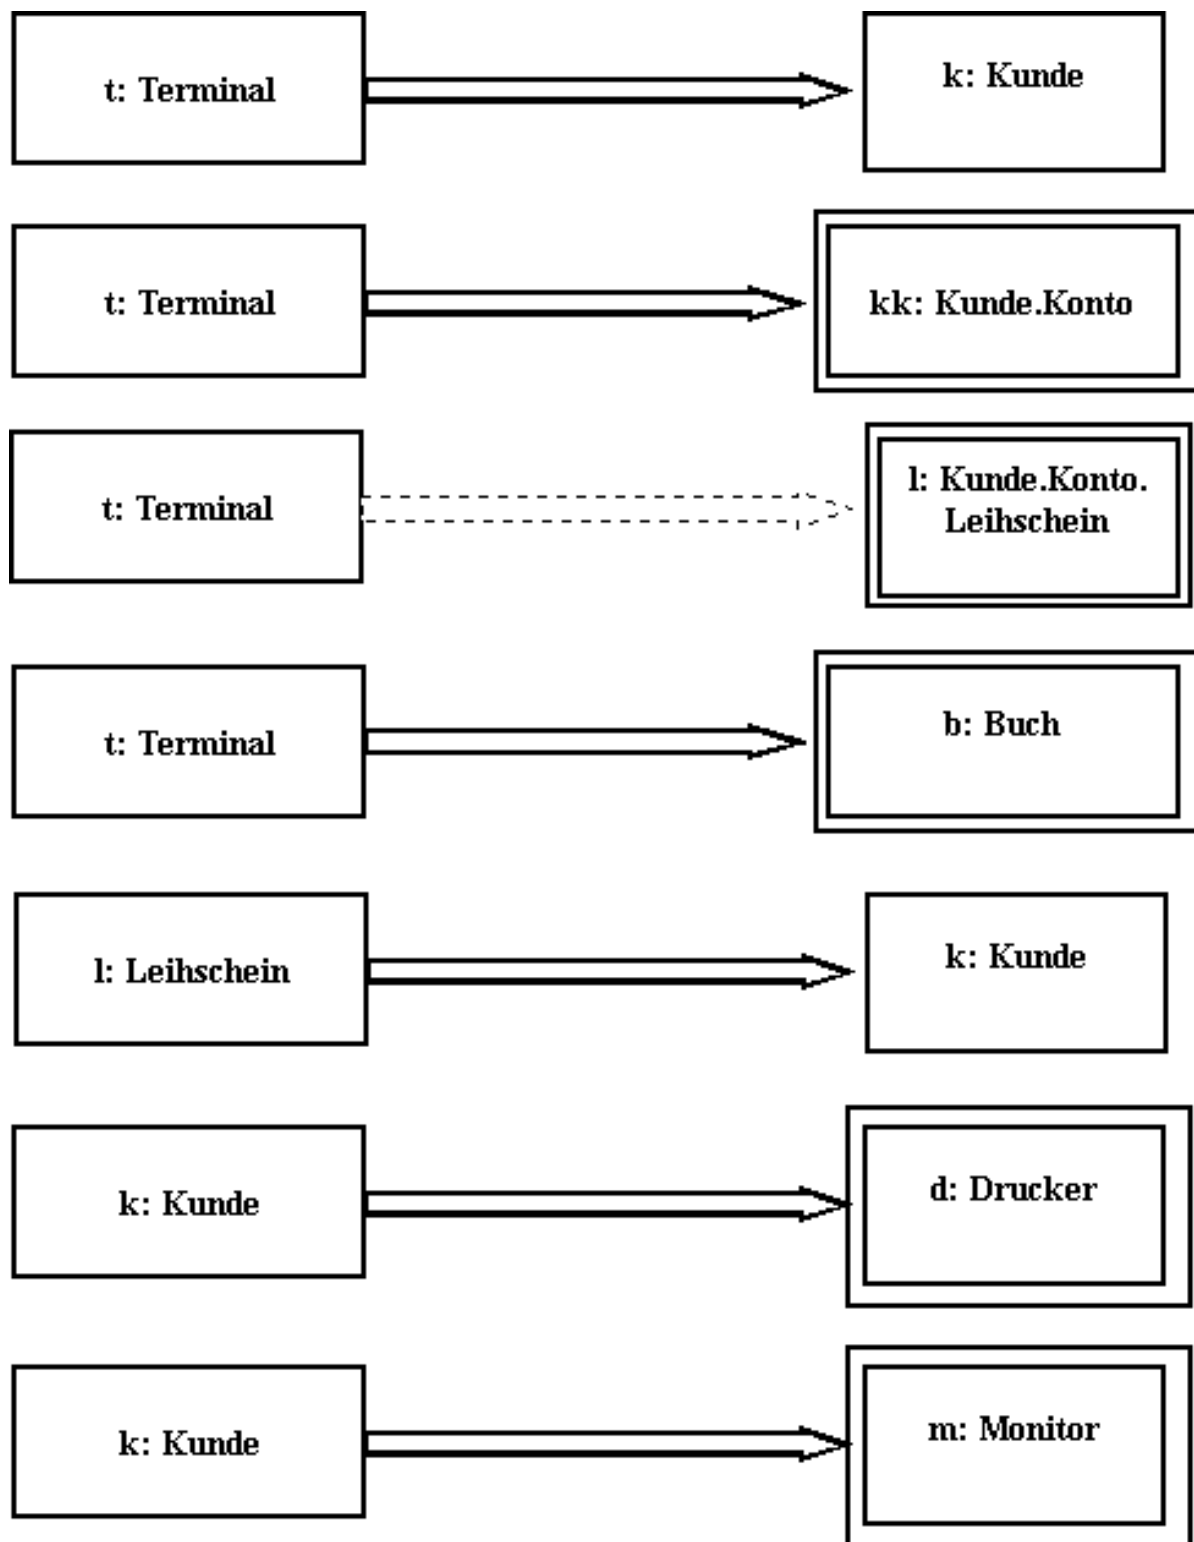 t: Terminal
k: Kunde
t: Terminal
kk: Kunde.Konto
t: Terminal
l: Kunde.Konto.
Leihschein
t: Terminal
b: Buch
l: Leihschein
k: Kunde
k: Kunde
d: Drucker
k: Kunde
m: Monitor